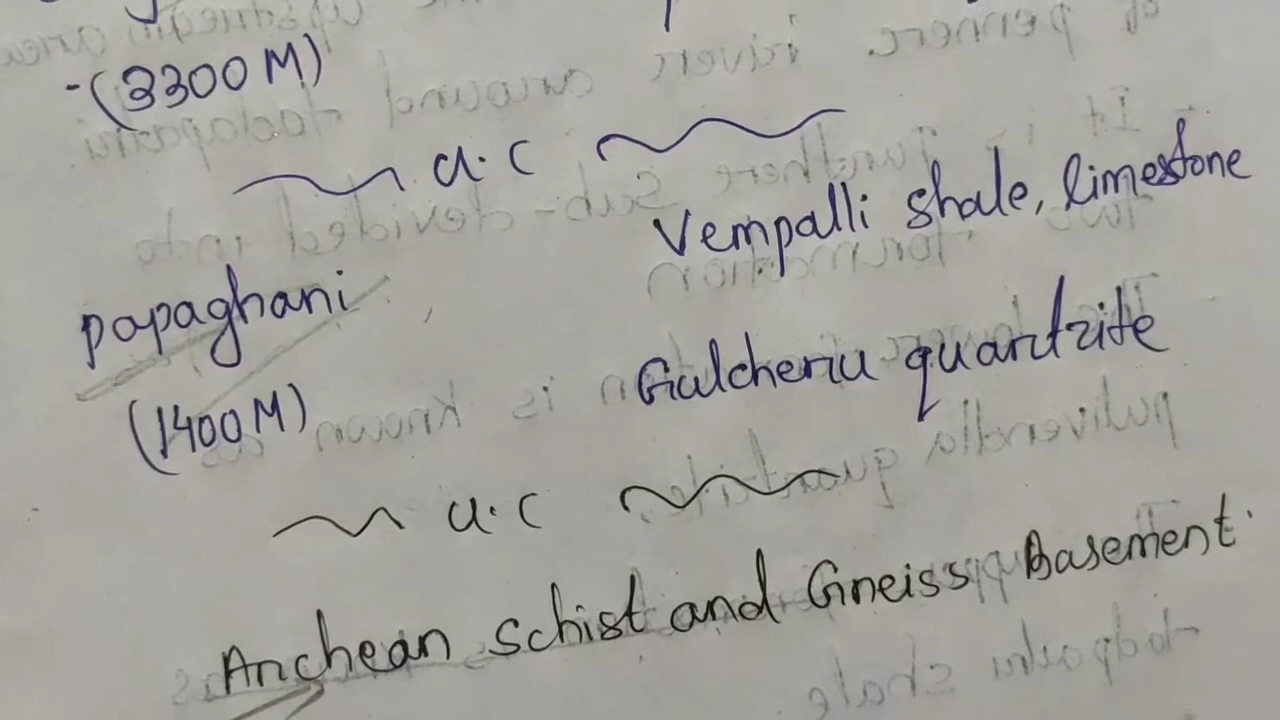 -(3300 M)
u.c
Vempalli shale, limestone
papaghani
Gulcheru quartzite
(1400 M)
u.c
Archean schist and Gneiss Basement.